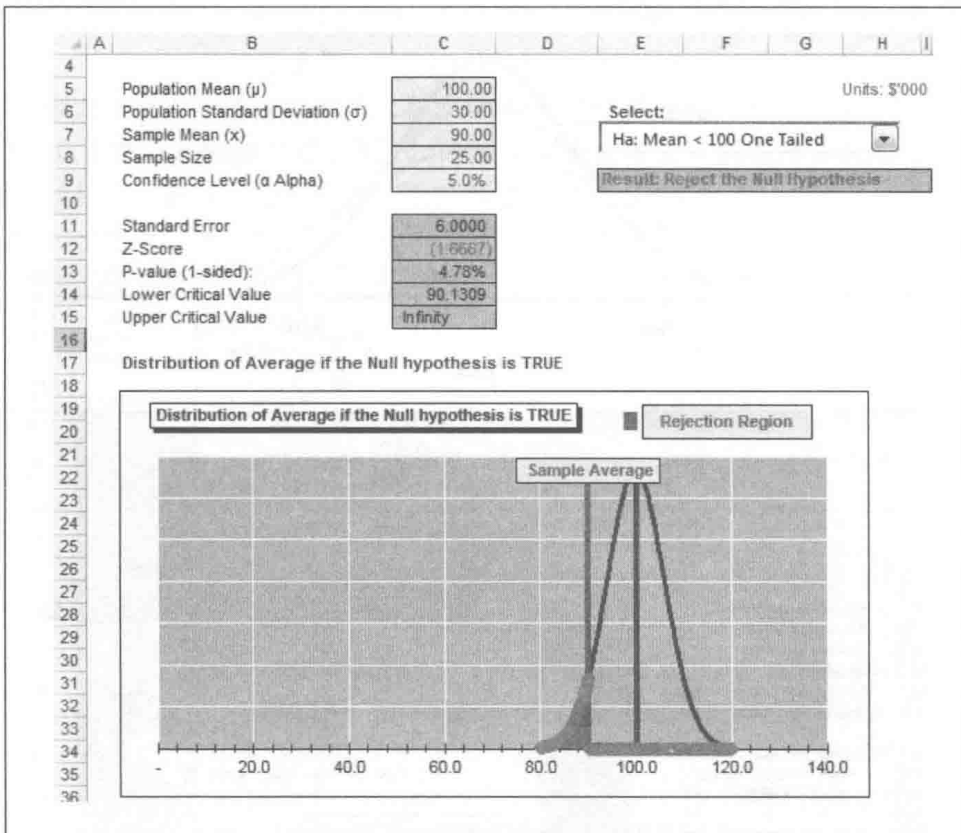 A B C D E F G H I
4
5 Population Mean (μ) 100.00 Units: $'000
6 Population Standard Deviation (σ) 30.00 Select:
7 Sample Mean (x) 90.00 Ha: Mean < 100 One Tailed
8 Sample Size 25.00
9 Confidence Level (α Alpha) 5.0% Result: Reject the Null Hypothesis
10
11 Standard Error 6.0000
12 Z-Score (1.6667)
13 P-value (1-sided): 4.78%
14 Lower Critical Value 90.1309
15 Upper Critical Value Infinity
16
17 Distribution of Average if the Null hypothesis is TRUE
18
19 Distribution of Average if the Null hypothesis is TRUE Rejection Region
20
21
22 Sample Average
23
24
25
26
27
28
29
30
31
32
33
34
- 20.0 40.0 60.0 80.0 100.0 120.0 140.0
35
36